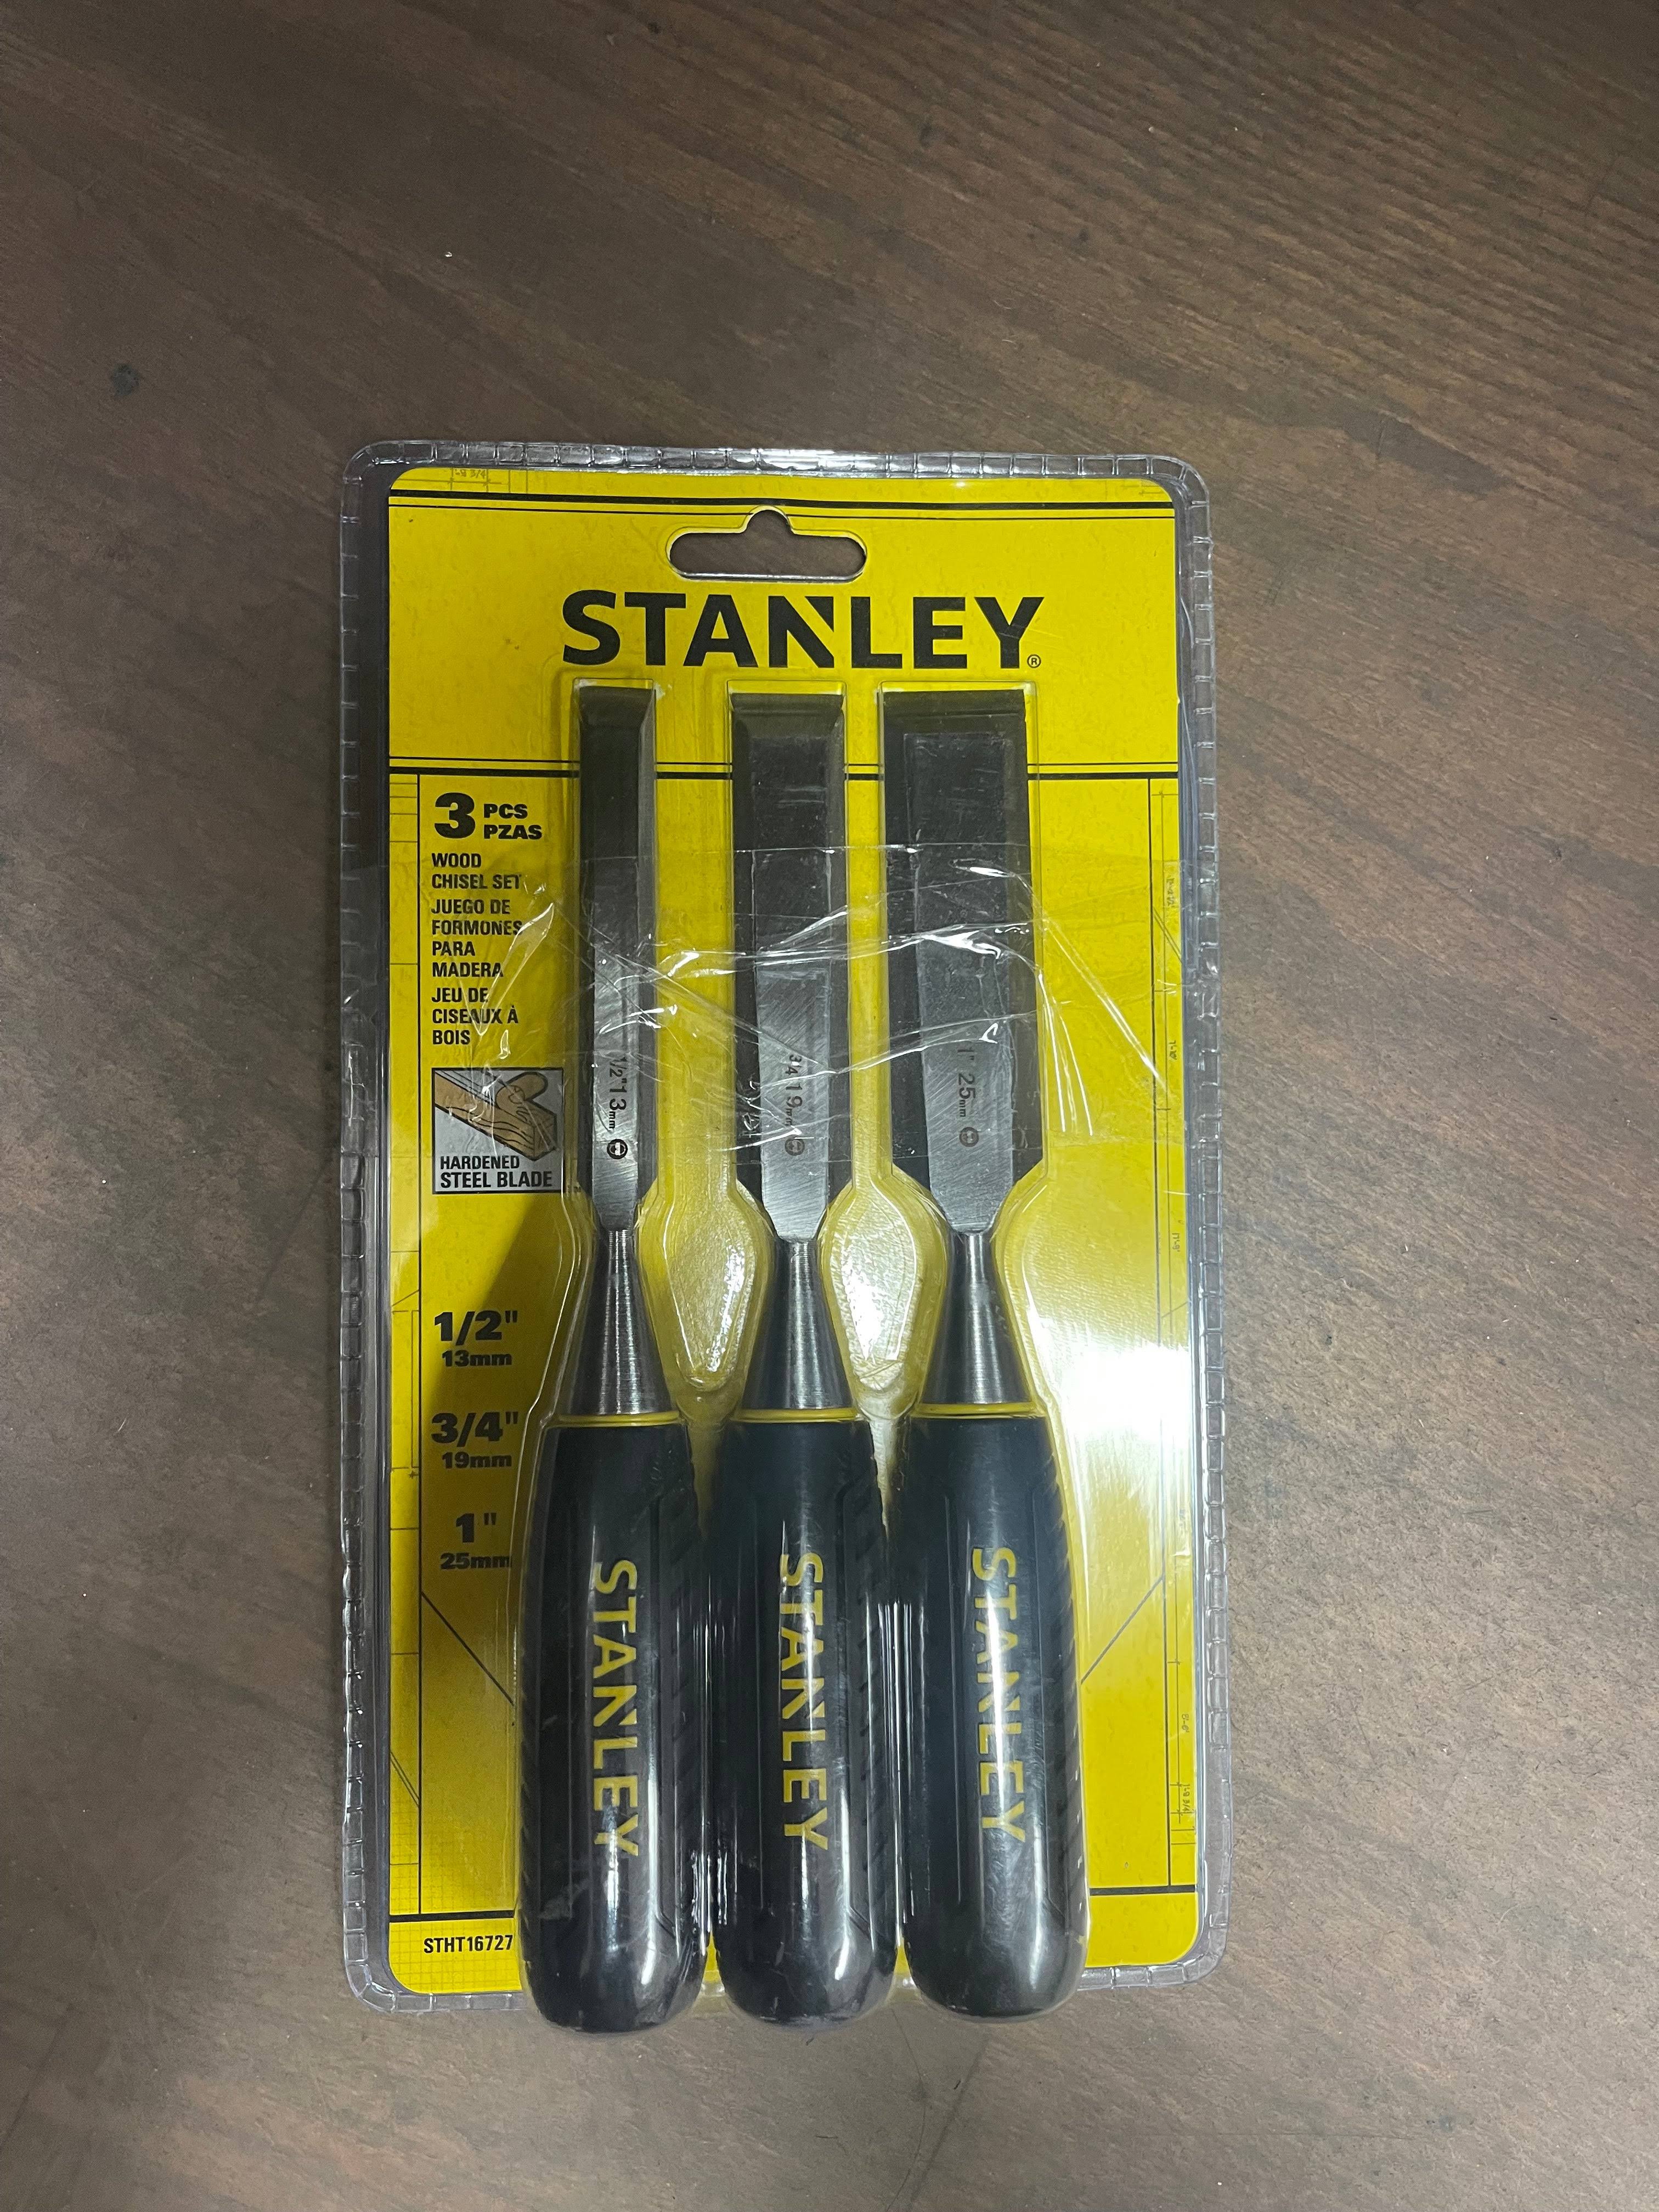 STANLEY®
3 PCS
PZAS
WOOD
CHISEL SET
JUEGO DE
FORMONES
PARA
MADERA
JEU DE
CISEAUX À
BOIS
HARDENED
STEEL BLADE
1/2"
13mm
3/4"
19mm
1"
25mm
STHT16727
1/2" 13mm
3/4 19mm
1" 25mm
STANLEY
STANLEY
STANLEY